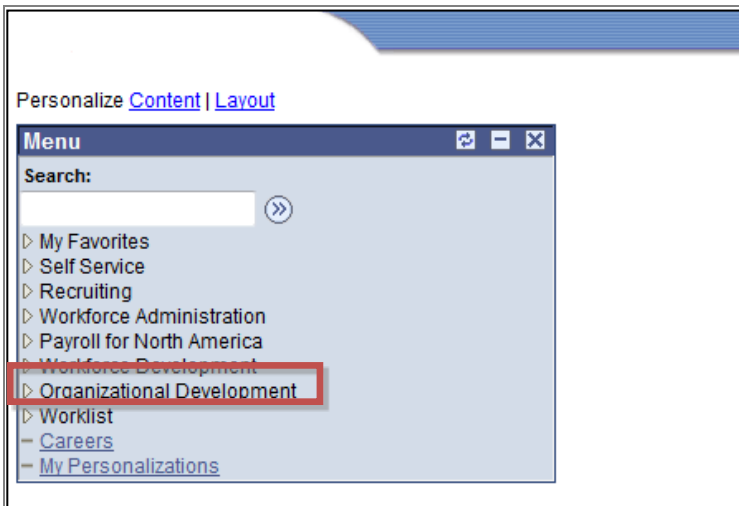 Personalize Content | Layout
Menu
Search:
My Favorites
Self Service
Recruiting
Workforce Administration
Payroll for North America
Workforce Development
Organizational Development
Worklist
Careers
My Personalizations